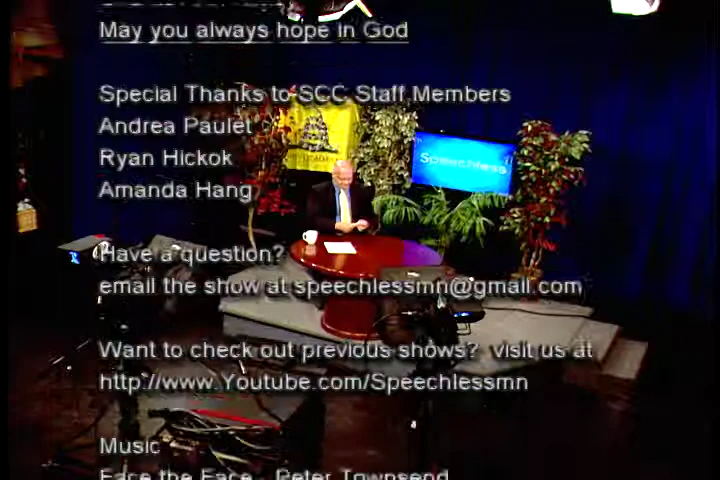 May you always hope in God
Special Thanks to SCC Staff Members
Andrea Paulet
Ryan Hickok
Amanda Hang
Speechless
Have a question?
email the show at speechlessmn@gmail.com
Want to check out previous shows? visit us at
http://www.Youtube.com/Speechlessmn
Music
Face the Face Peter Townsend